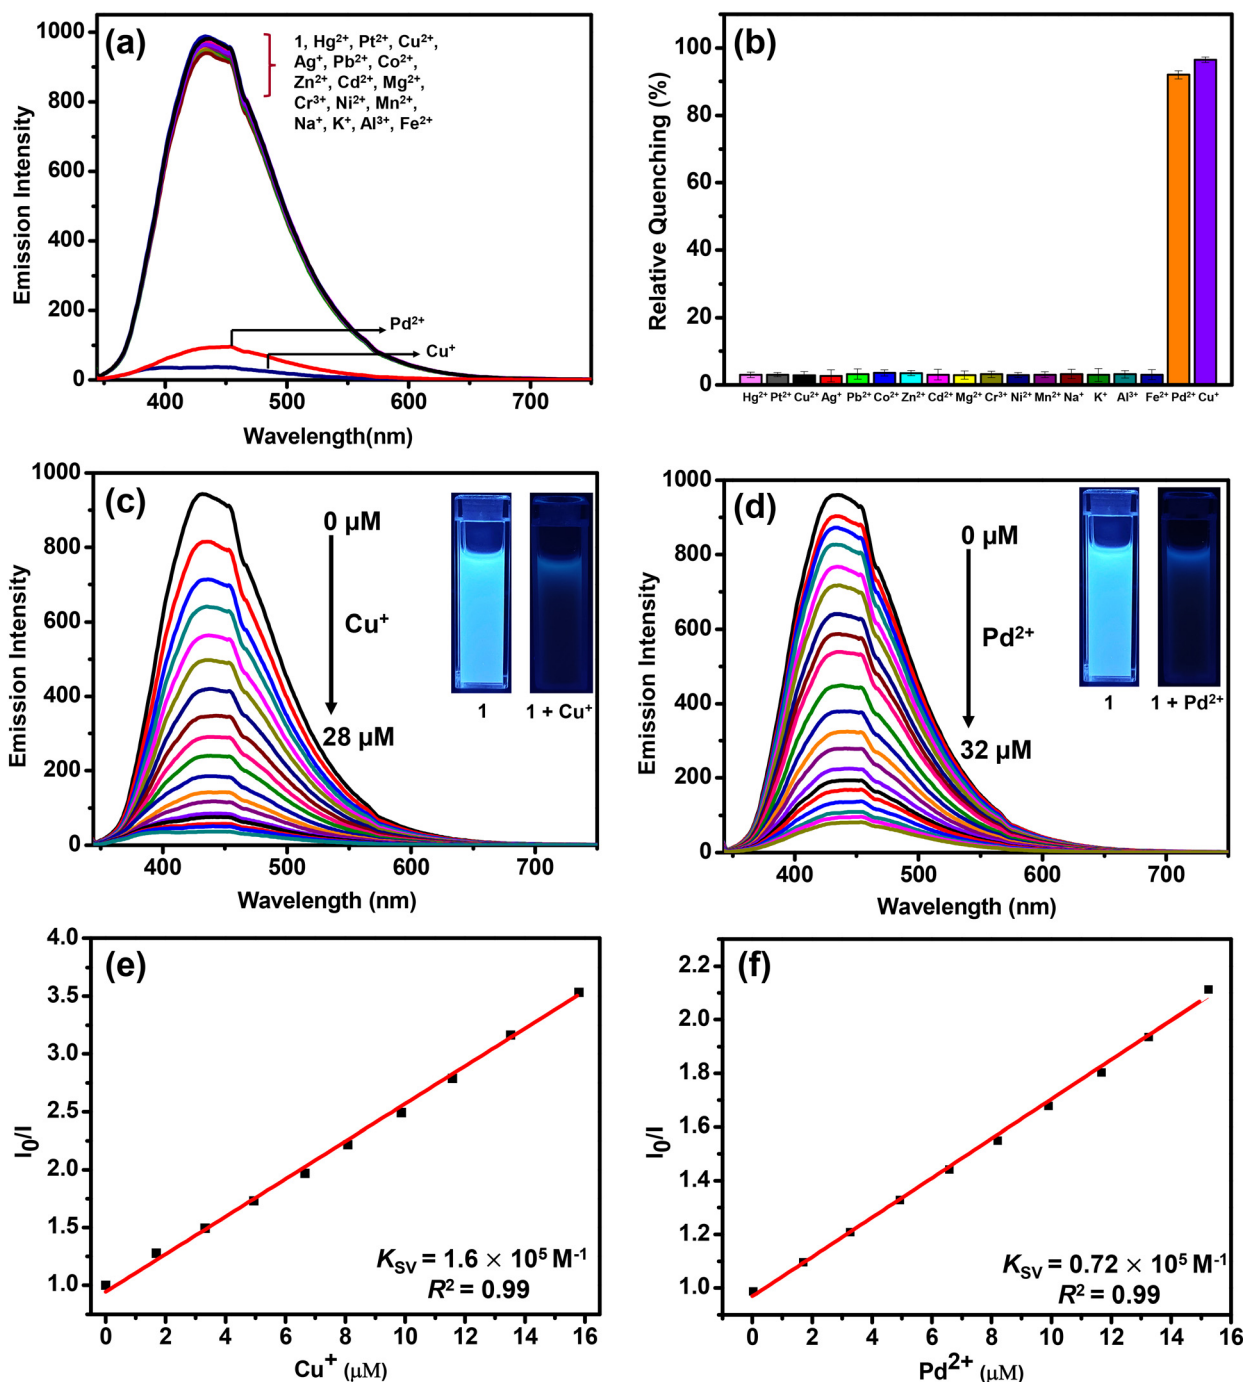 (a)
1, Hg²⁺, Pt²⁺, Cu²⁺,
Ag⁺, Pb²⁺, Co²⁺,
Zn²⁺, Cd²⁺, Mg²⁺,
Cr³⁺, Ni²⁺, Mn²⁺,
Na⁺, K⁺, Al³⁺, Fe²⁺
Pd²⁺
Cu⁺
Emission Intensity
1000
900
800
600
400
200
100
0
400 500 600 700
Wavelength(nm)
(b)
Relative Quenching (%)
100
80
60
40
20
0
Hg²⁺ Pt²⁺ Cu²⁺ Ag⁺ Pb²⁺ Co²⁺ Zn²⁺ Cd²⁺ Mg²⁺ Cr³⁺ Ni²⁺ Mn²⁺ Na⁺ K⁺ Al³⁺ Fe²⁺ Pd²⁺ Cu⁺
(c)
0 µM
Cu⁺
28 µM
1 1 + Cu⁺
Emission Intensity
1000
800
600
400
200
0
400 500 600 700
Wavelength (nm)
(d)
0 µM
Pd²⁺
32 µM
1 1 + Pd²⁺
Emission Intensity
1000
900
800
600
400
200
100
0
400 500 600 700
Wavelength (nm)
(e)
I₀/I
4.0
3.5
3.0
2.5
2.0
1.5
1.0
K_SV = 1.6 × 10⁵ M⁻¹
R² = 0.99
0 2 4 6 8 10 12 14 16
Cu⁺ (µM)
(f)
I₀/I
2.2
2.0
1.8
1.6
1.4
1.2
1.0
K_SV = 0.72 × 10⁵ M⁻¹
R² = 0.99
0 2 4 6 8 10 12 14 16
Pd²⁺ (µM)